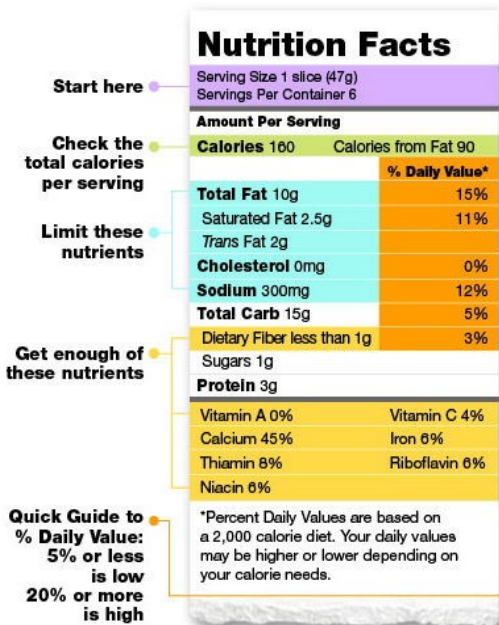 Nutrition Facts
Start here
Serving Size 1 slice (47g)
Servings Per Container 6
Amount Per Serving
Check the
total calories
per serving
Calories 160 Calories from Fat 90
% Daily Value*
Limit these
nutrients
Total Fat 10g 15%
Saturated Fat 2.5g 11%
Trans Fat 2g
Cholesterol 0mg 0%
Sodium 300mg 12%
Total Carb 15g 5%
Get enough of
these nutrients
Dietary Fiber less than 1g 3%
Sugars 1g
Protein 3g
Vitamin A 0% Vitamin C 4%
Calcium 45% Iron 6%
Thiamin 8% Riboflavin 6%
Niacin 6%
Quick Guide to
% Daily Value:
5% or less
is low
20% or more
is high
*Percent Daily Values are based on
a 2,000 calorie diet. Your daily values
may be higher or lower depending on
your calorie needs.